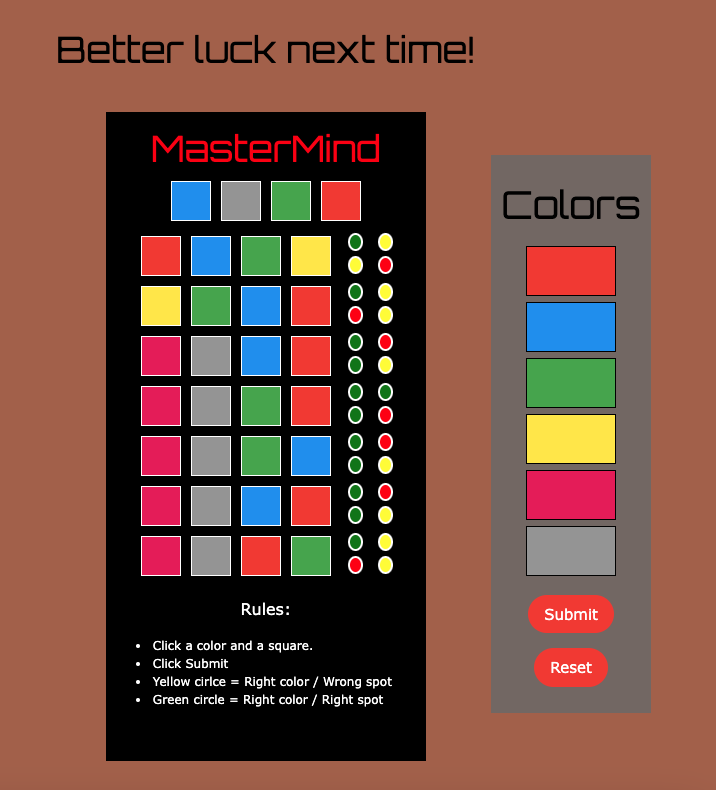 Better luck next time!
MasterMind
Colors
Rules:
Click a color and a square.
Click Submit
Yellow cirlce = Right color / Wrong spot
Green circle = Right color / Right spot
Submit
Reset